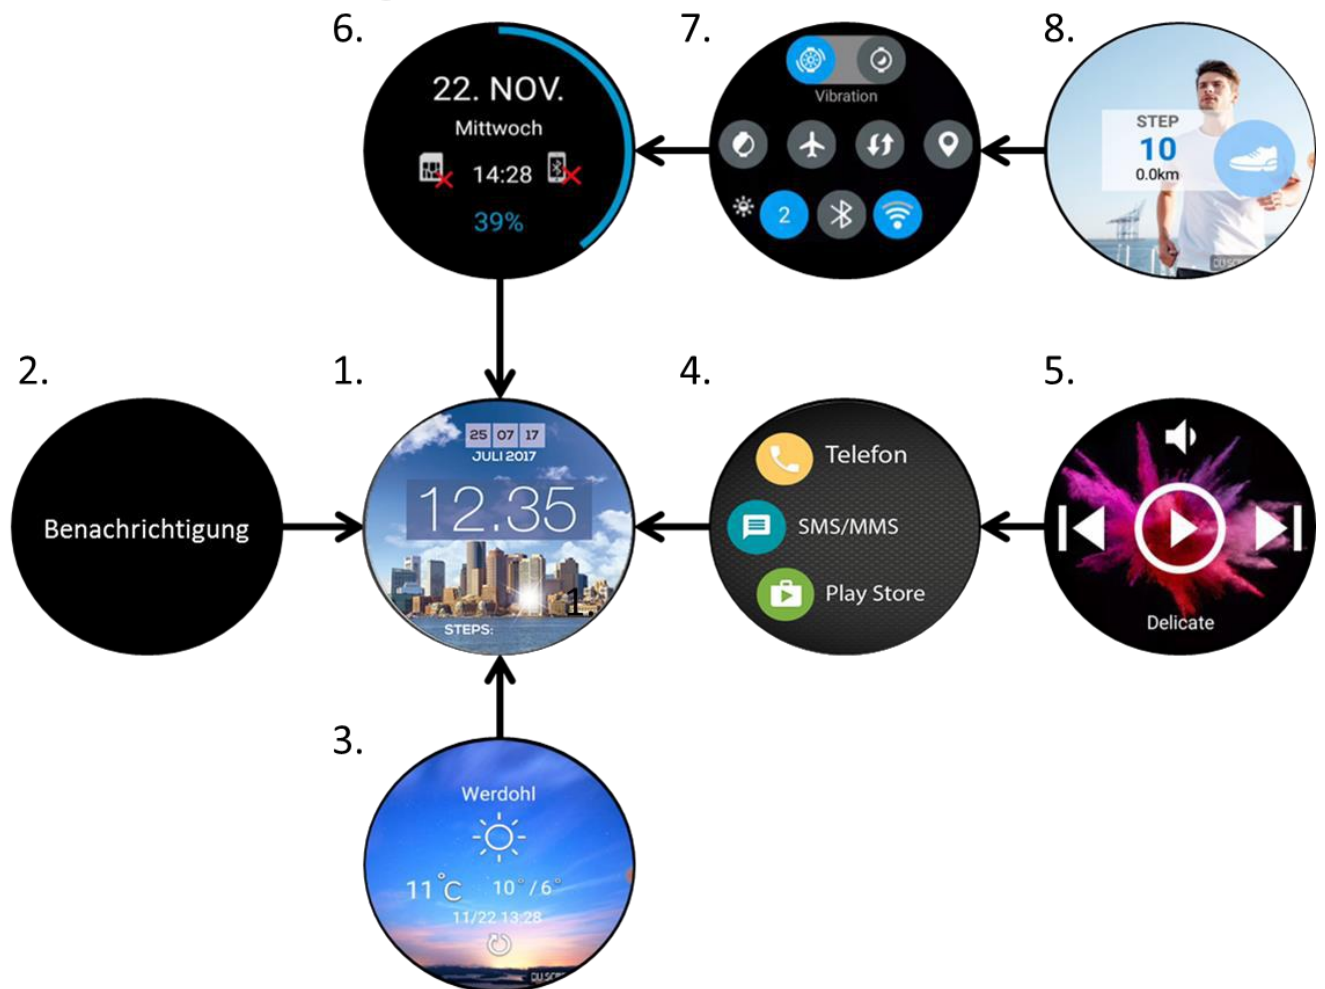 6.
22. NOV.
Mittwoch
14:28
39%
7.
Vibration
2
8.
STEP
10
0.0km
2.
Benachrichtigung
1.
25 07 17
JULI 2017
12.35
1.
STEPS:
4.
Telefon
SMS/MMS
Play Store
5.
Delicate
3.
Werdohl
11°C 10°/6°
11/22 13:28